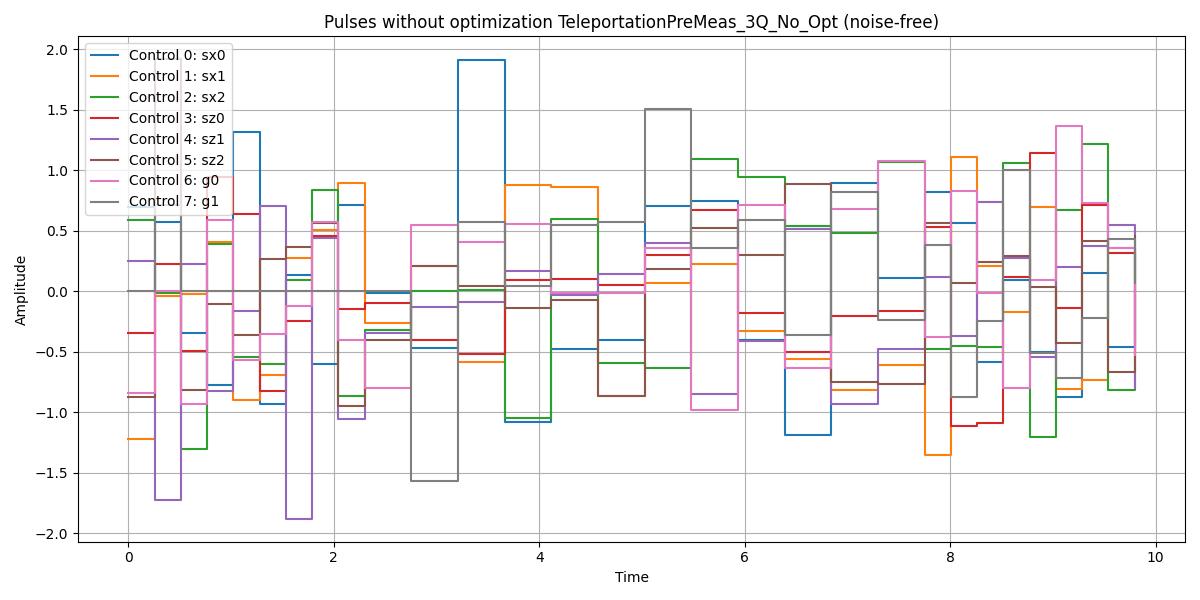 Pulses without optimization TeleportationPreMeas_3Q_No_Opt (noise-free)
2.0
1.5
1.0
0.5
0.0
−0.5
−1.0
−1.5
−2.0
Amplitude
Control 0: sx0
Control 1: sx1
Control 2: sx2
Control 3: sz0
Control 4: sz1
Control 5: sz2
Control 6: g0
Control 7: g1
0
2
4
6
8
10
Time